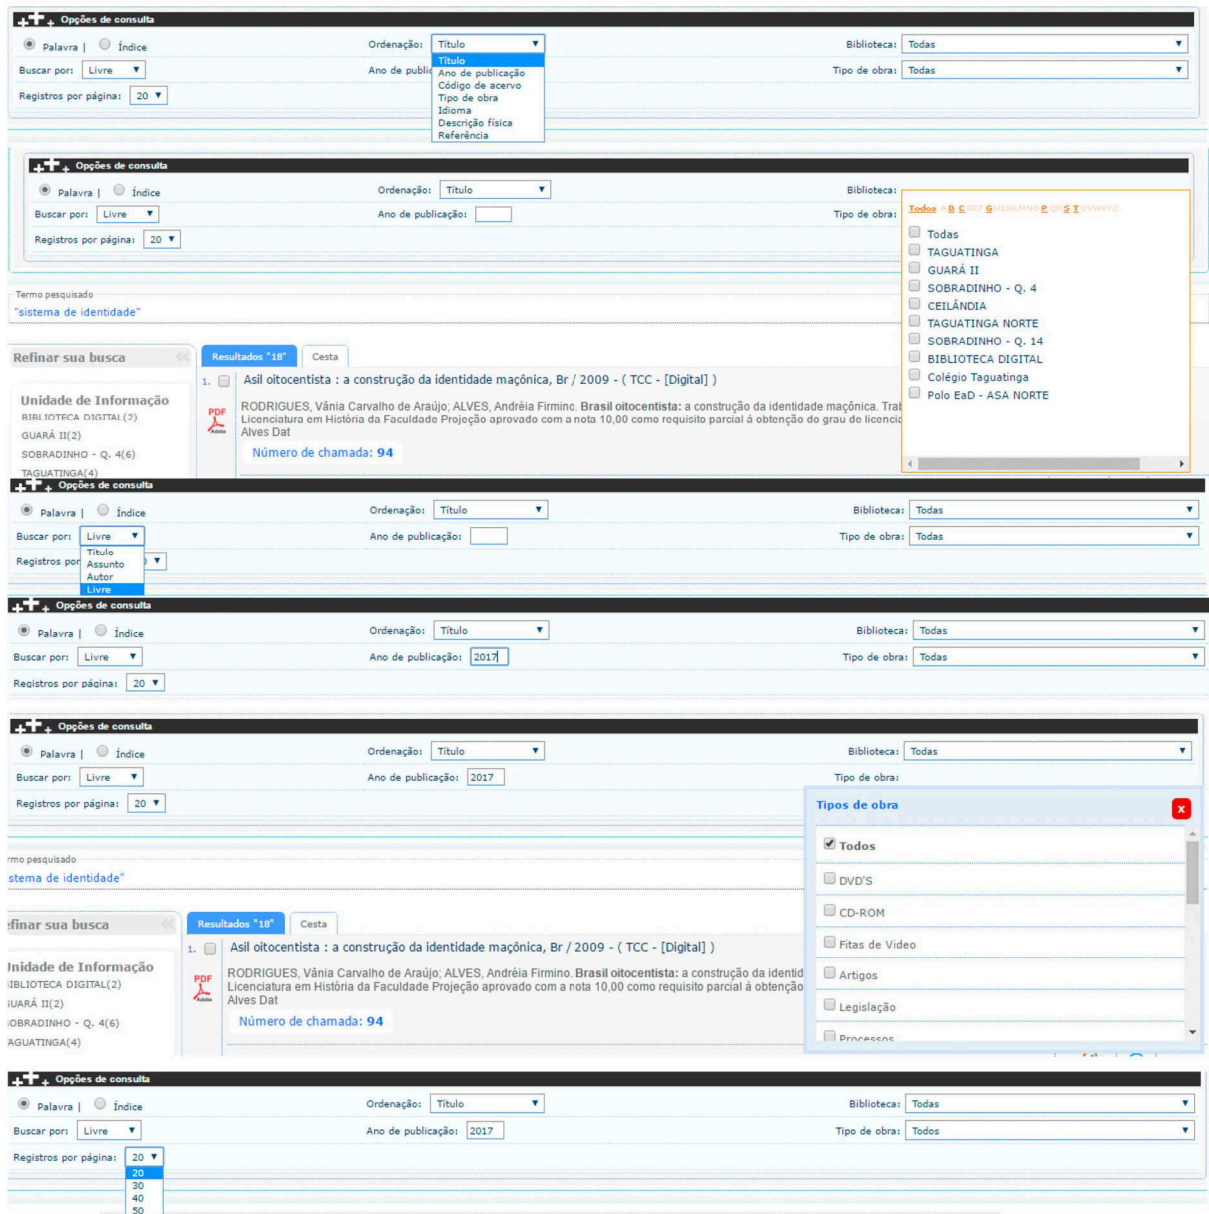 Opções de consulta
Palavra | Índice Ordenação: Título Biblioteca: Todas
Título
Buscar por: Livre Ano de public Tipo de obra: Todas
Ano de publicação
Código de acervo
Registros por página: 20
Tipo de obra
Idioma
Descrição física
Referência
Opções de consulta
Palavra | Índice Ordenação: Título Biblioteca:
Buscar por: Livre Ano de publicação: Tipo de obra:
Registros por página: 20
Todos A B C DEF G HIJKLMNO P QR S T UVWXYZ
Todas
TAGUATINGA
GUARÁ II
SOBRADINHO - Q. 4
CEILÂNDIA
TAGUATINGA NORTE
SOBRADINHO - Q. 14
BIBLIOTECA DIGITAL
Colégio Taguatinga
Polo EaD - ASA NORTE
Termo pesquisado
"sistema de identidade"
Refinar sua busca
Unidade de Informação
BIBLIOTECA DIGITAL(2)
GUARÁ II(2)
SOBRADINHO - Q. 4(6)
TAGUATINGA(4)
Resultados "18" Cesta
1. Asil oitocentista : a construção da identidade maçônica, Br / 2009 - ( TCC - [Digital] )
PDF
Adobe
RODRIGUES, Vânia Carvalho de Araújo; ALVES, Andréia Firmino. Brasil oitocentista: a construção da identidade maçônica. Trab
Licenciatura em História da Faculdade Projeção aprovado com a nota 10,00 como requisito parcial à obtenção do grau de licencia
Alves Dat
Número de chamada: 94
Opções de consulta
Palavra | Índice Ordenação: Título Biblioteca: Todas
Buscar por: Livre Ano de publicação: Tipo de obra: Todas
Título
Registros por
Assunto
Autor
Livre
Opções de consulta
Palavra | Índice Ordenação: Título Biblioteca: Todas
Buscar por: Livre Ano de publicação: 2017 Tipo de obra: Todas
Registros por página: 20
Opções de consulta
Palavra | Índice Ordenação: Título Biblioteca: Todas
Buscar por: Livre Ano de publicação: 2017 Tipo de obra:
Registros por página: 20
Tipos de obra x
Todos
DVD'S
CD-ROM
Fitas de Video
Artigos
Legislação
Processos
rmo pesquisado
stema de identidade"
efinar sua busca
Unidade de Informação
BIBLIOTECA DIGITAL(2)
GUARÁ II(2)
SOBRADINHO - Q. 4(6)
AGUATINGA(4)
Resultados "18" Cesta
1. Asil oitocentista : a construção da identidade maçônica, Br / 2009 - ( TCC - [Digital] )
PDF
Adobe
RODRIGUES, Vânia Carvalho de Araújo; ALVES, Andréia Firmino. Brasil oitocentista: a construção da identid
Licenciatura em História da Faculdade Projeção aprovado com a nota 10,00 como requisito parcial à obtenção
Alves Dat
Número de chamada: 94
Opções de consulta
Palavra | Índice Ordenação: Título Biblioteca: Todas
Buscar por: Livre Ano de publicação: 2017 Tipo de obra: Todos
Registros por página: 20
20
30
40
50